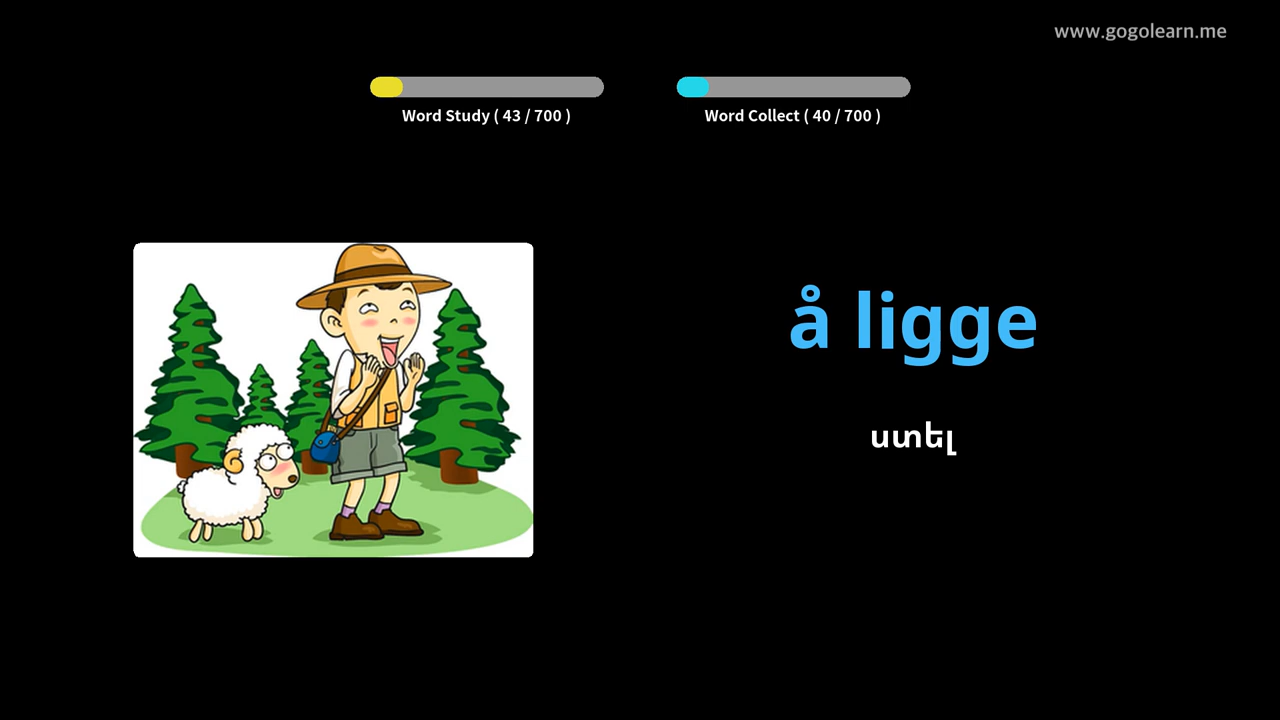 www.gogolearn.me
Word Study ( 43 / 700 )
Word Collect ( 40 / 700 )
å ligge
ստել